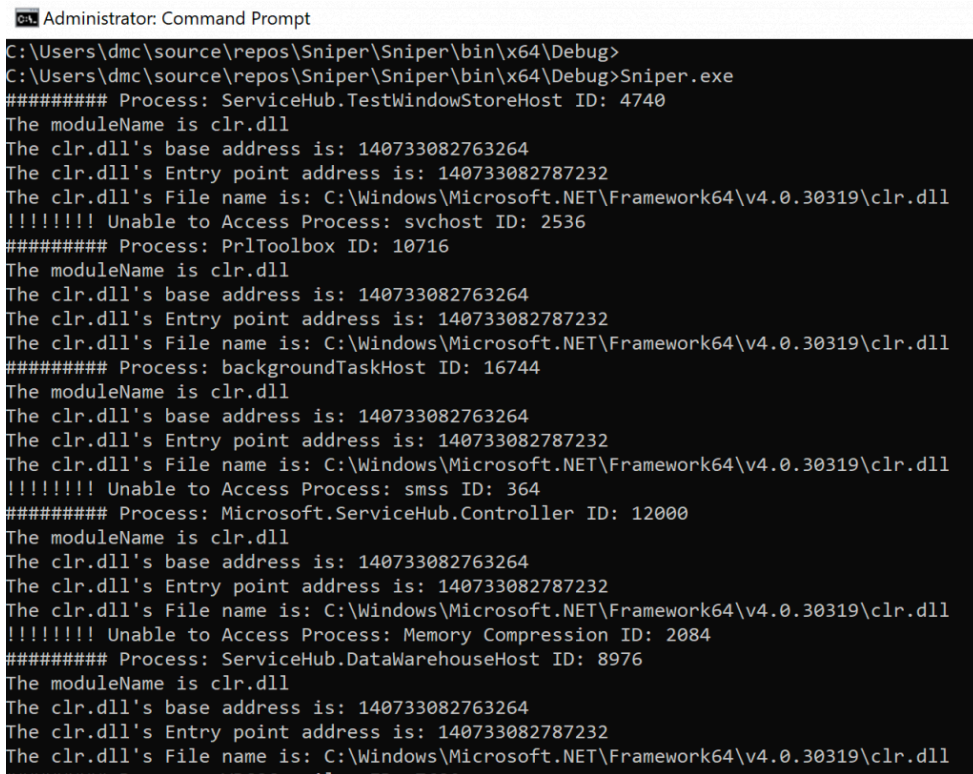 Administrator: Command Prompt
C:\Users\dmc\source\repos\Sniper\Sniper\bin\x64\Debug>
C:\Users\dmc\source\repos\Sniper\Sniper\bin\x64\Debug>Sniper.exe
######### Process: ServiceHub.TestWindowStoreHost ID: 4740
The moduleName is clr.dll
The clr.dll's base address is: 140733082763264
The clr.dll's Entry point address is: 140733082787232
The clr.dll's File name is: C:\Windows\Microsoft.NET\Framework64\v4.0.30319\clr.dll
!!!!!!!! Unable to Access Process: svchost ID: 2536
######### Process: PrlToolbox ID: 10716
The moduleName is clr.dll
The clr.dll's base address is: 140733082763264
The clr.dll's Entry point address is: 140733082787232
The clr.dll's File name is: C:\Windows\Microsoft.NET\Framework64\v4.0.30319\clr.dll
######### Process: backgroundTaskHost ID: 16744
The moduleName is clr.dll
The clr.dll's base address is: 140733082763264
The clr.dll's Entry point address is: 140733082787232
The clr.dll's File name is: C:\Windows\Microsoft.NET\Framework64\v4.0.30319\clr.dll
!!!!!!!! Unable to Access Process: smss ID: 364
######### Process: Microsoft.ServiceHub.Controller ID: 12000
The moduleName is clr.dll
The clr.dll's base address is: 140733082763264
The clr.dll's Entry point address is: 140733082787232
The clr.dll's File name is: C:\Windows\Microsoft.NET\Framework64\v4.0.30319\clr.dll
!!!!!!!! Unable to Access Process: Memory Compression ID: 2084
######### Process: ServiceHub.DataWarehouseHost ID: 8976
The moduleName is clr.dll
The clr.dll's base address is: 140733082763264
The clr.dll's Entry point address is: 140733082787232
The clr.dll's File name is: C:\Windows\Microsoft.NET\Framework64\v4.0.30319\clr.dll